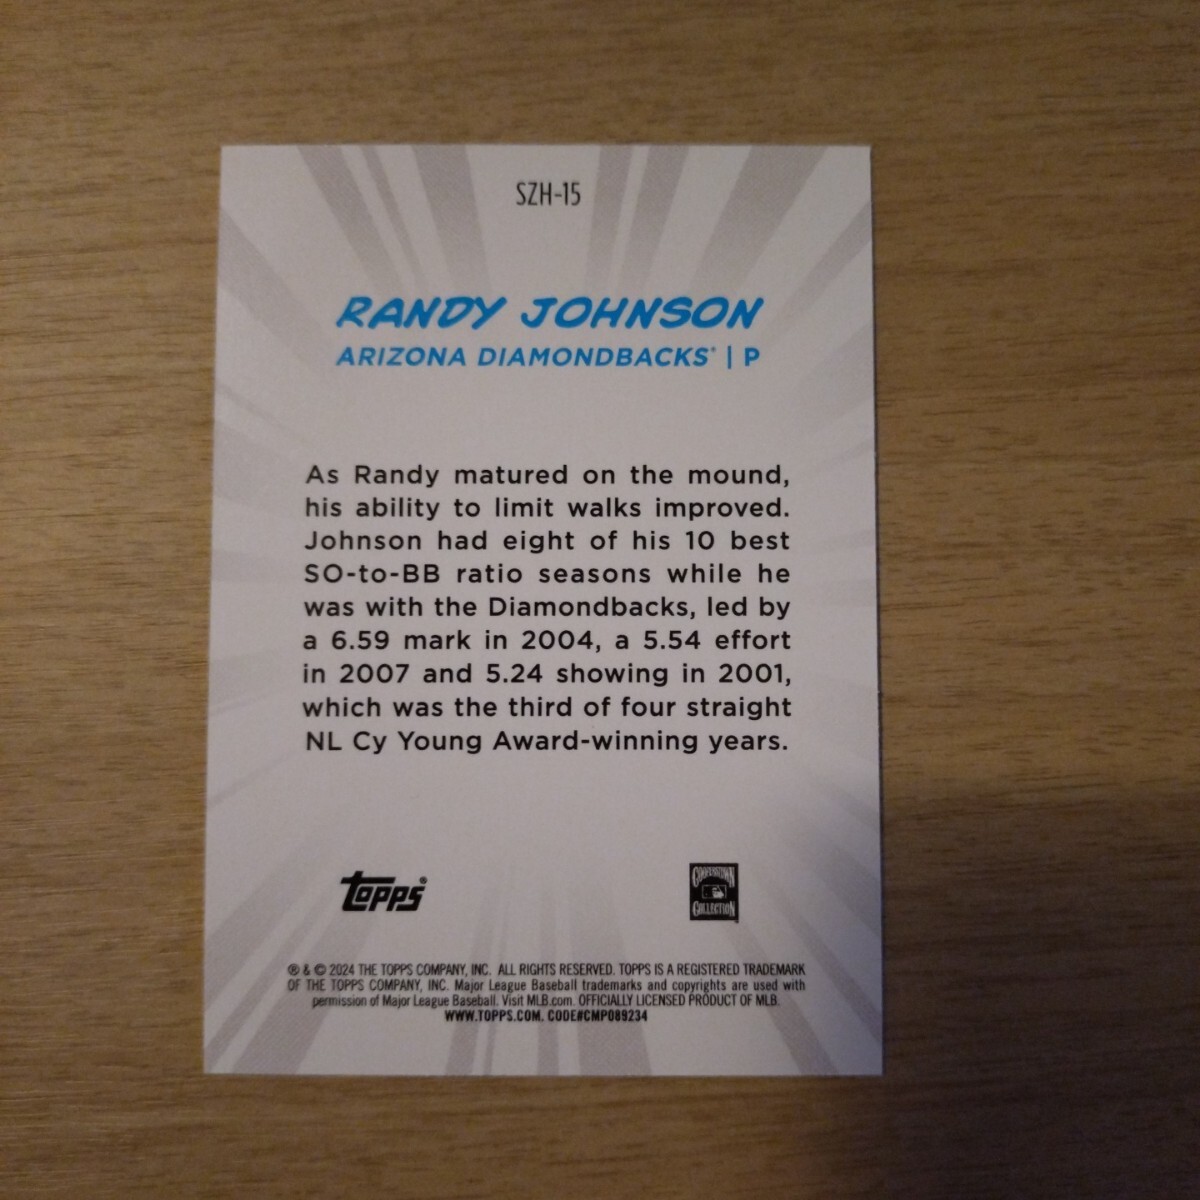 SZH-15
RANDY JOHNSON
ARIZONA DIAMONDBACKS® | P
As Randy matured on the mound,
his ability to limit walks improved.
Johnson had eight of his 10 best
SO-to-BB ratio seasons while he
was with the Diamondbacks, led by
a 6.59 mark in 2004, a 5.54 effort
in 2007 and 5.24 showing in 2001,
which was the third of four straight
NL Cy Young Award-winning years.
topps®
COOPERSTOWN
COLLECTION
® & © 2024 THE TOPPS COMPANY, INC. ALL RIGHTS RESERVED. TOPPS IS A REGISTERED TRADEMARK
OF THE TOPPS COMPANY, INC. Major League Baseball trademarks and copyrights are used with
permission of Major League Baseball. Visit MLB.com. OFFICIALLY LICENSED PRODUCT OF MLB.
WWW.TOPPS.COM. CODE#CMP089234